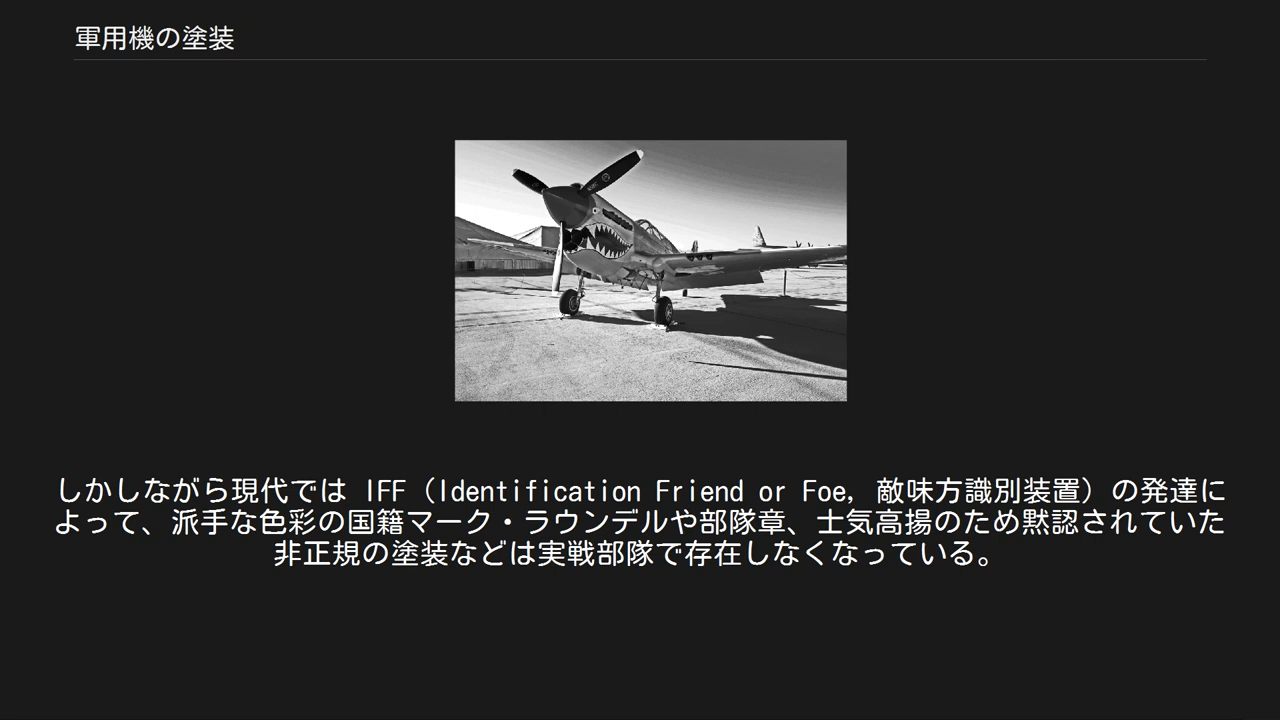 軍用機の塗装
しかしながら現代では IFF（Identification Friend or Foe, 敵味方識別装置）の発達に
よって、派手な色彩の国籍マーク・ラウンデルや部隊章、士気高揚のため黙認されていた
非正規の塗装などは実戦部隊で存在しなくなっている。